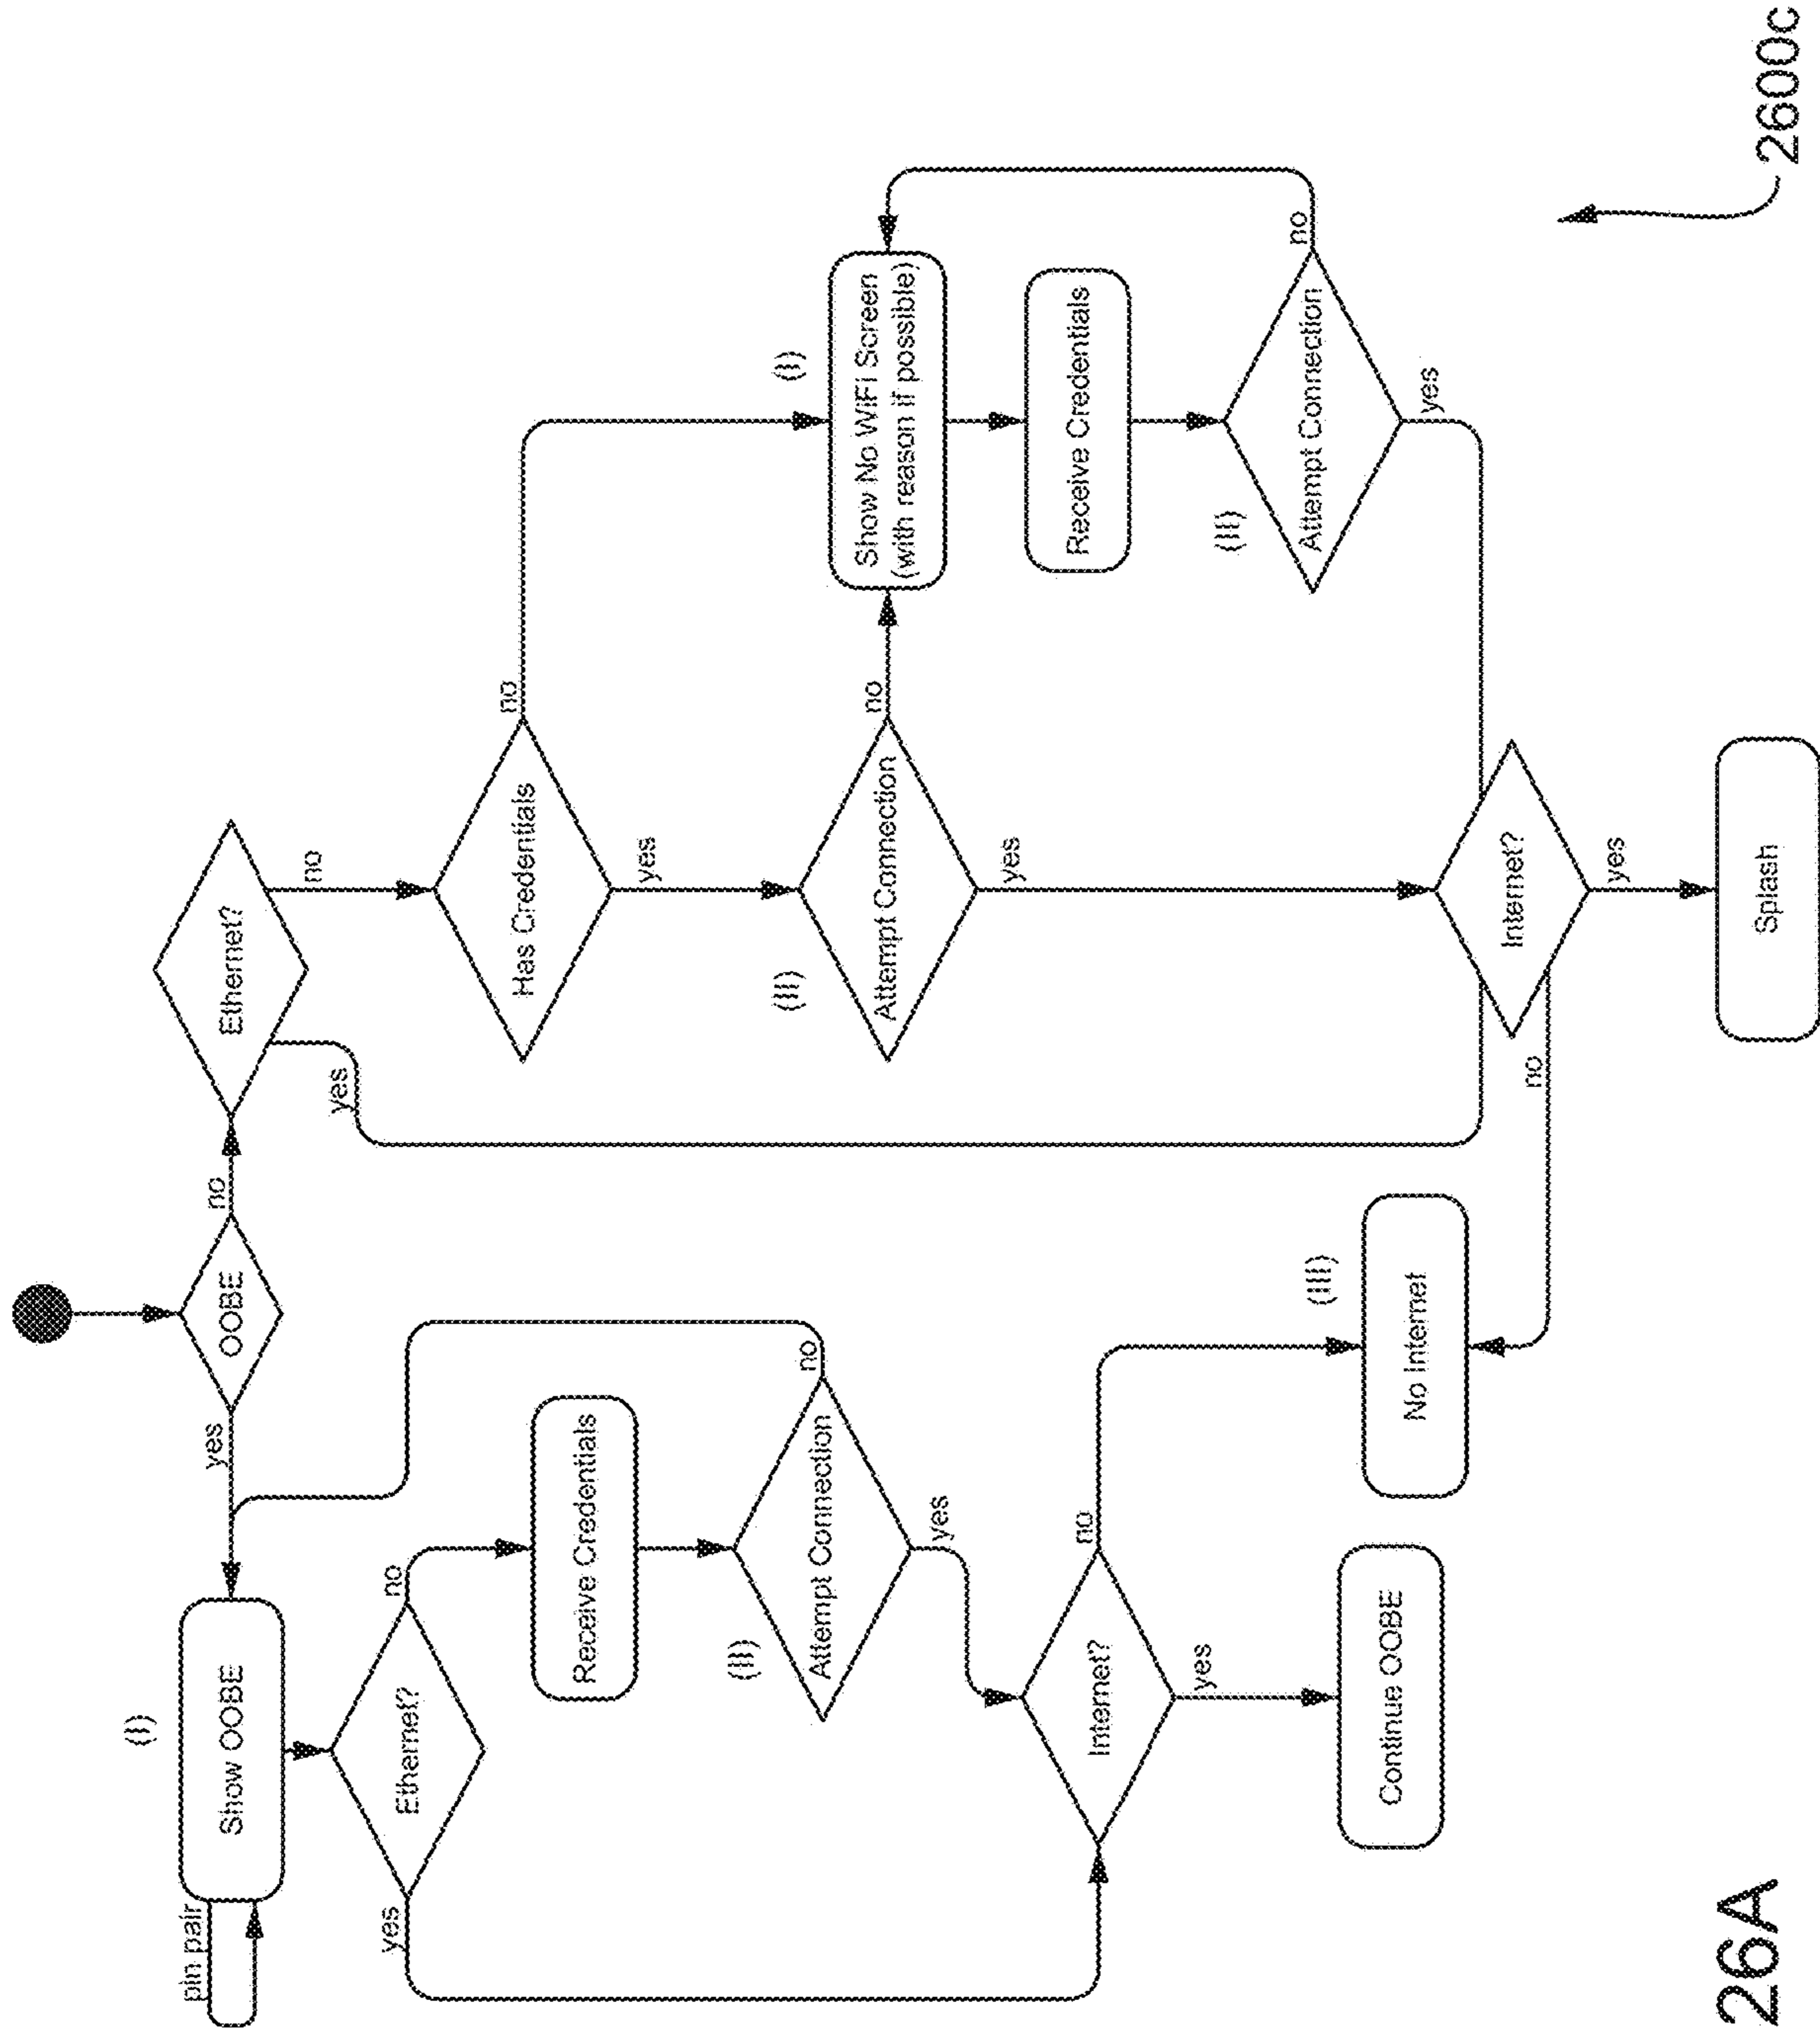 OOBE
yes
no
(I)
pin pair
Show OOBE
Ethernet?
yes
no
Receive Credentials
(II)
Attempt Connection
no
yes
Internet?
no
yes
Continue OOBE
(III)
No Internet
Ethernet?
yes
no
Has Credentials
no
yes
(II)
Attempt Connection
no
yes
(I)
Show No WiFi Screen
(with reason if possible)
Receive Credentials
(II)
Attempt Connection
no
yes
Internet?
no
yes
Splash
26A
2600c